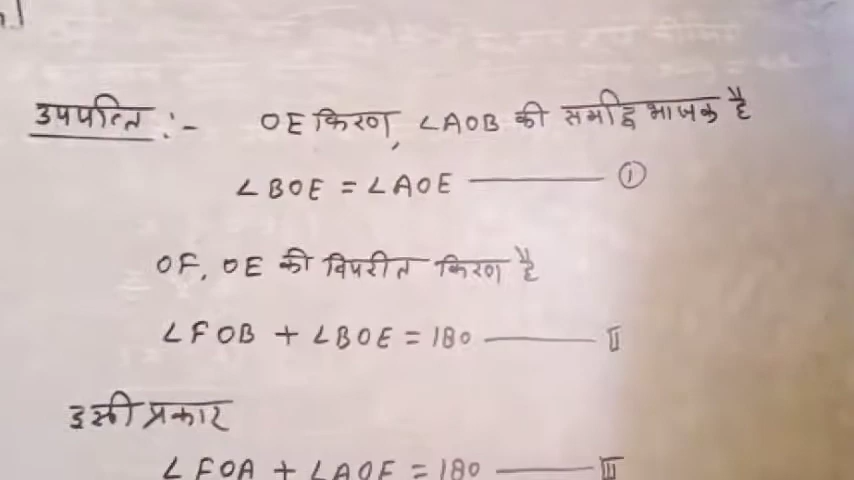 उपपत्ति :- OE किरण, ∠AOB की समद्विभाजक है
∠BOE = ∠AOE ——— ①
OF, OE की विपरीत किरण है
∠FOB + ∠BOE = 180 ——— II
इसी प्रकार
∠FOA + ∠AOE = 180 ——— III